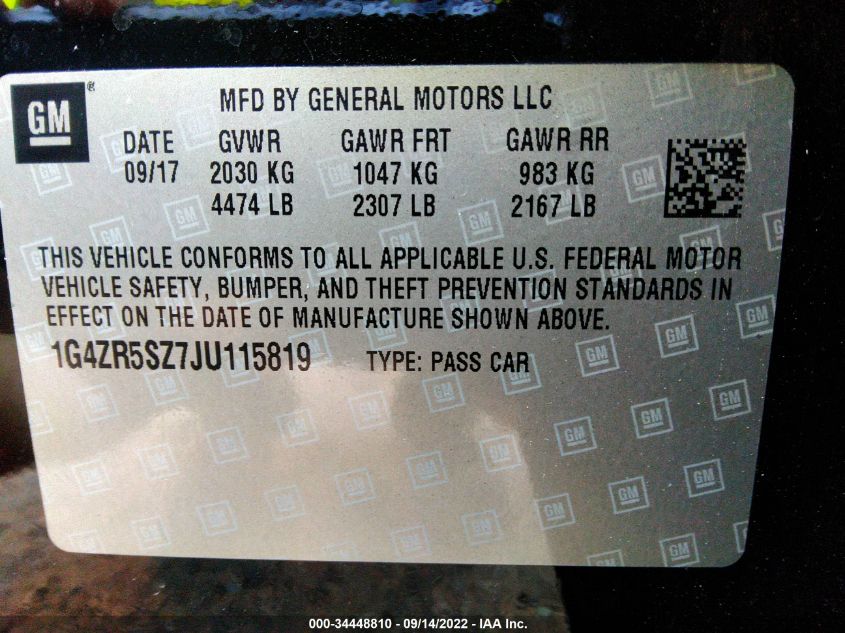 GM ®
MFD BY GENERAL MOTORS LLC
DATE GVWR GAWR FRT GAWR RR
09/17 2030 KG 1047 KG 983 KG
4474 LB 2307 LB 2167 LB
THIS VEHICLE CONFORMS TO ALL APPLICABLE U.S. FEDERAL MOTOR
VEHICLE SAFETY, BUMPER, AND THEFT PREVENTION STANDARDS IN
EFFECT ON THE DATE OF MANUFACTURE SHOWN ABOVE.
1G4ZR5SZ7JU115819 TYPE: PASS CAR
000-34448810 - 09/14/2022 - IAA Inc.